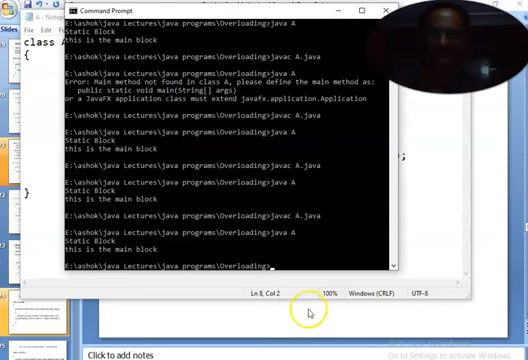 Slides
A - Notepad
Command Prompt
E:\ashok\java Lectures\java programs\Overloading>java A
Static Block
this is the main block
E:\ashok\java Lectures\java programs\Overloading>javac A.java
E:\ashok\java Lectures\java programs\Overloading>java A
Error: Main method not found in class A, please define the main method as:
public static void main(String[] args)
or a JavaFX application class must extend javafx.application.Application
E:\ashok\java Lectures\java programs\Overloading>javac A.java
E:\ashok\java Lectures\java programs\Overloading>java A
Static Block
this is the main block
E:\ashok\java Lectures\java programs\Overloading>javac A.java
E:\ashok\java Lectures\java programs\Overloading>java A
Static Block
this is the main block
E:\ashok\java Lectures\java programs\Overloading>javac A.java
E:\ashok\java Lectures\java programs\Overloading>java A
Static Block
this is the main block
E:\ashok\java Lectures\java programs\Overloading>
class A
{
);
}
Ln 8, Col 2 100% Windows (CRLF) UTF-8
Activate Windows
Go to Settings to activate Windows.
Click to add notes